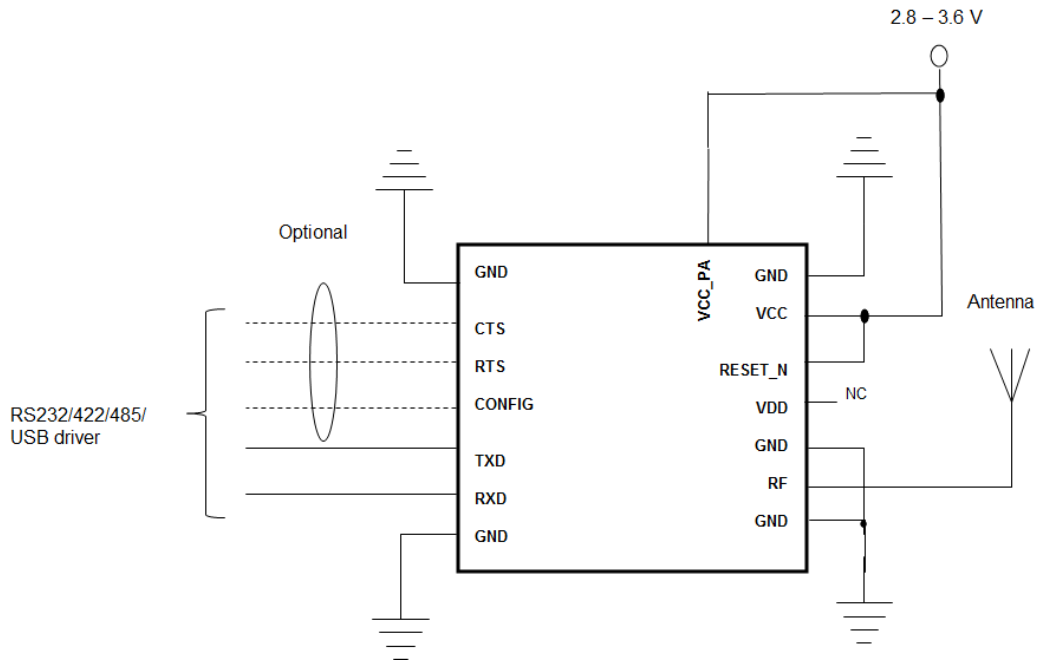 2.8 – 3.6 V
Optional
GND
VCC_PA
GND
CTS
VCC
Antenna
RTS
RESET_N
CONFIG
VDD
NC
RS232/422/485/
USB driver
TXD
GND
RXD
RF
GND
GND